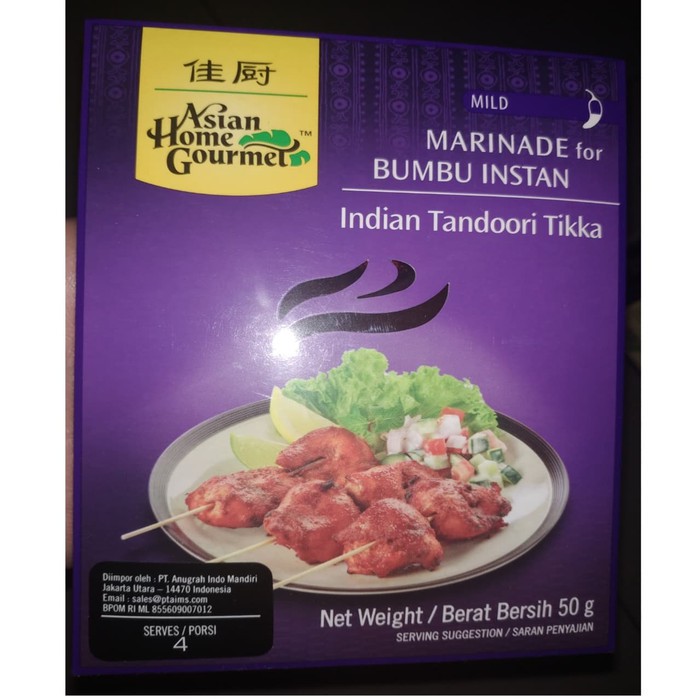 佳厨
Asian
Home
Gourmet™
MILD
MARINADE for
BUMBU INSTAN
Indian Tandoori Tikka
Diimpor oleh : PT. Anugrah Indo Mandiri
Jakarta Utara – 14470 Indonesia
Email : sales@ptaims.com
BPOM RI ML 855609007012
SERVES / PORSI
4
Net Weight / Berat Bersih 50 g
SERVING SUGGESTION / SARAN PENYAJIAN